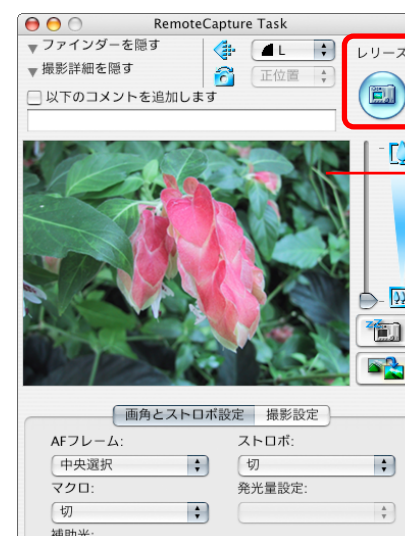 RemoteCapture Task
▼ファインダーを隠す
▼撮影詳細を隠す
L
正位置
レリーズ
以下のコメントを追加します
画角とストロボ設定 撮影設定
AFフレーム: ストロボ:
中央選択 切
マクロ: 発光量設定:
切
補助光: